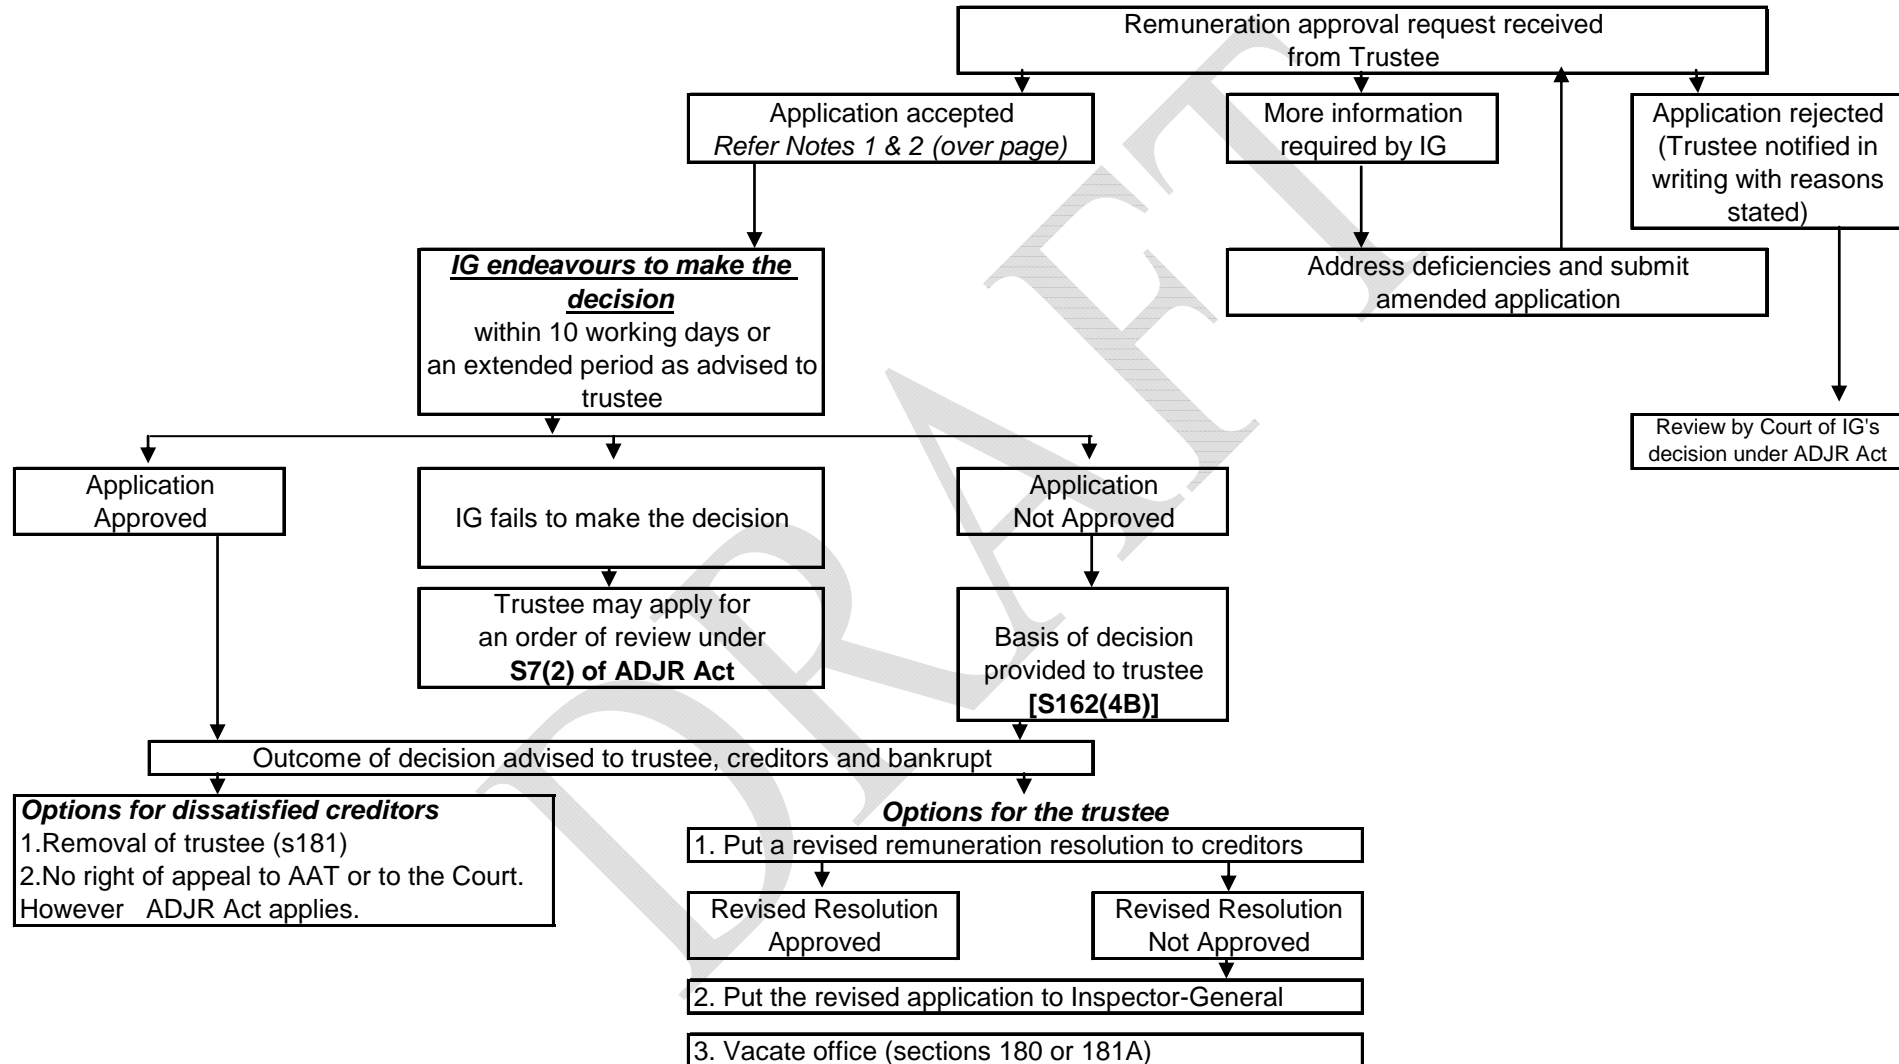 Remuneration approval request received
from Trustee
Application accepted
Refer Notes 1 & 2 (over page)
More information
required by IG
Application rejected
(Trustee notified in
writing with reasons
stated)
IG endeavours to make the
decision
within 10 working days or
an extended period as advised to
trustee
Address deficiencies and submit
amended application
Review by Court of IG's
decision under ADJR Act
Application
Approved
IG fails to make the decision
Application
Not Approved
Trustee may apply for
an order of review under
S7(2) of ADJR Act
Basis of decision
provided to trustee
[S162(4B)]
Outcome of decision advised to trustee, creditors and bankrupt
Options for dissatisfied creditors
1.Removal of trustee (s181)
2.No right of appeal to AAT or to the Court.
However ADJR Act applies.
Options for the trustee
1. Put a revised remuneration resolution to creditors
Revised Resolution
Approved
Revised Resolution
Not Approved
2. Put the revised application to Inspector-General
3. Vacate office (sections 180 or 181A)
DRAFT